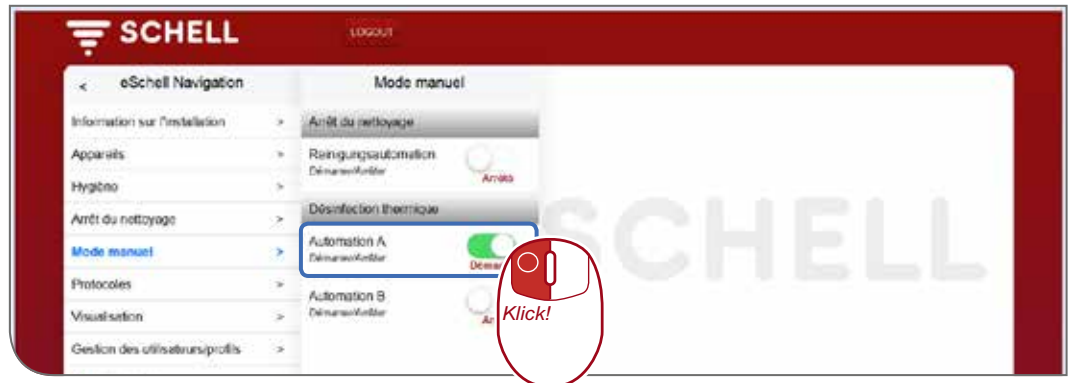 SCHELL
LOGOUT
< eSchell Navigation
Mode manuel
Information sur l'installation >
Arrêt du nettoyage
Appareils >
Reinigungsautomation
Démarrer/Arrêter
Arrêté
Hygiène >
Arrêt du nettoyage >
Désinfection thermique
Mode manuel >
Automation A
Démarrer/Arrêter
Protocoles >
Automation B
Démarrer/Arrêter
Visualisation >
Gestion des utilisateurs/profils >
Klick!
SCHELL